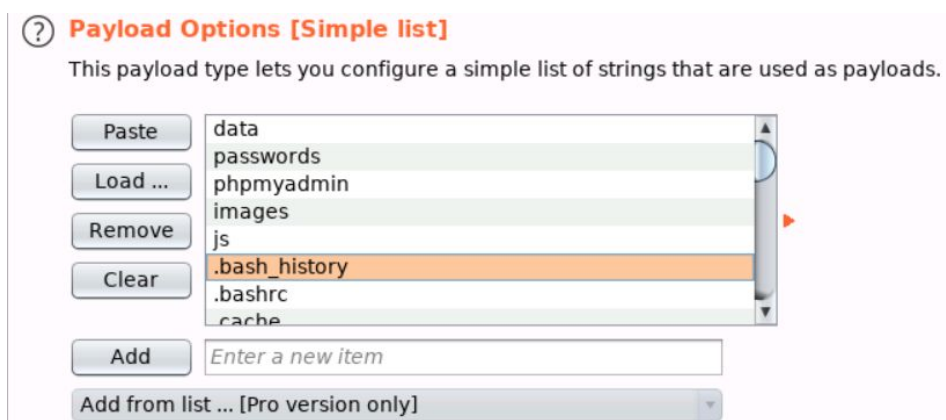 ? Payload Options [Simple list]
This payload type lets you configure a simple list of strings that are used as payloads.
Paste
Load ...
Remove
Clear
data
passwords
phpmyadmin
images
js
.bash_history
.bashrc
.cache
Add
Enter a new item
Add from list ... [Pro version only]